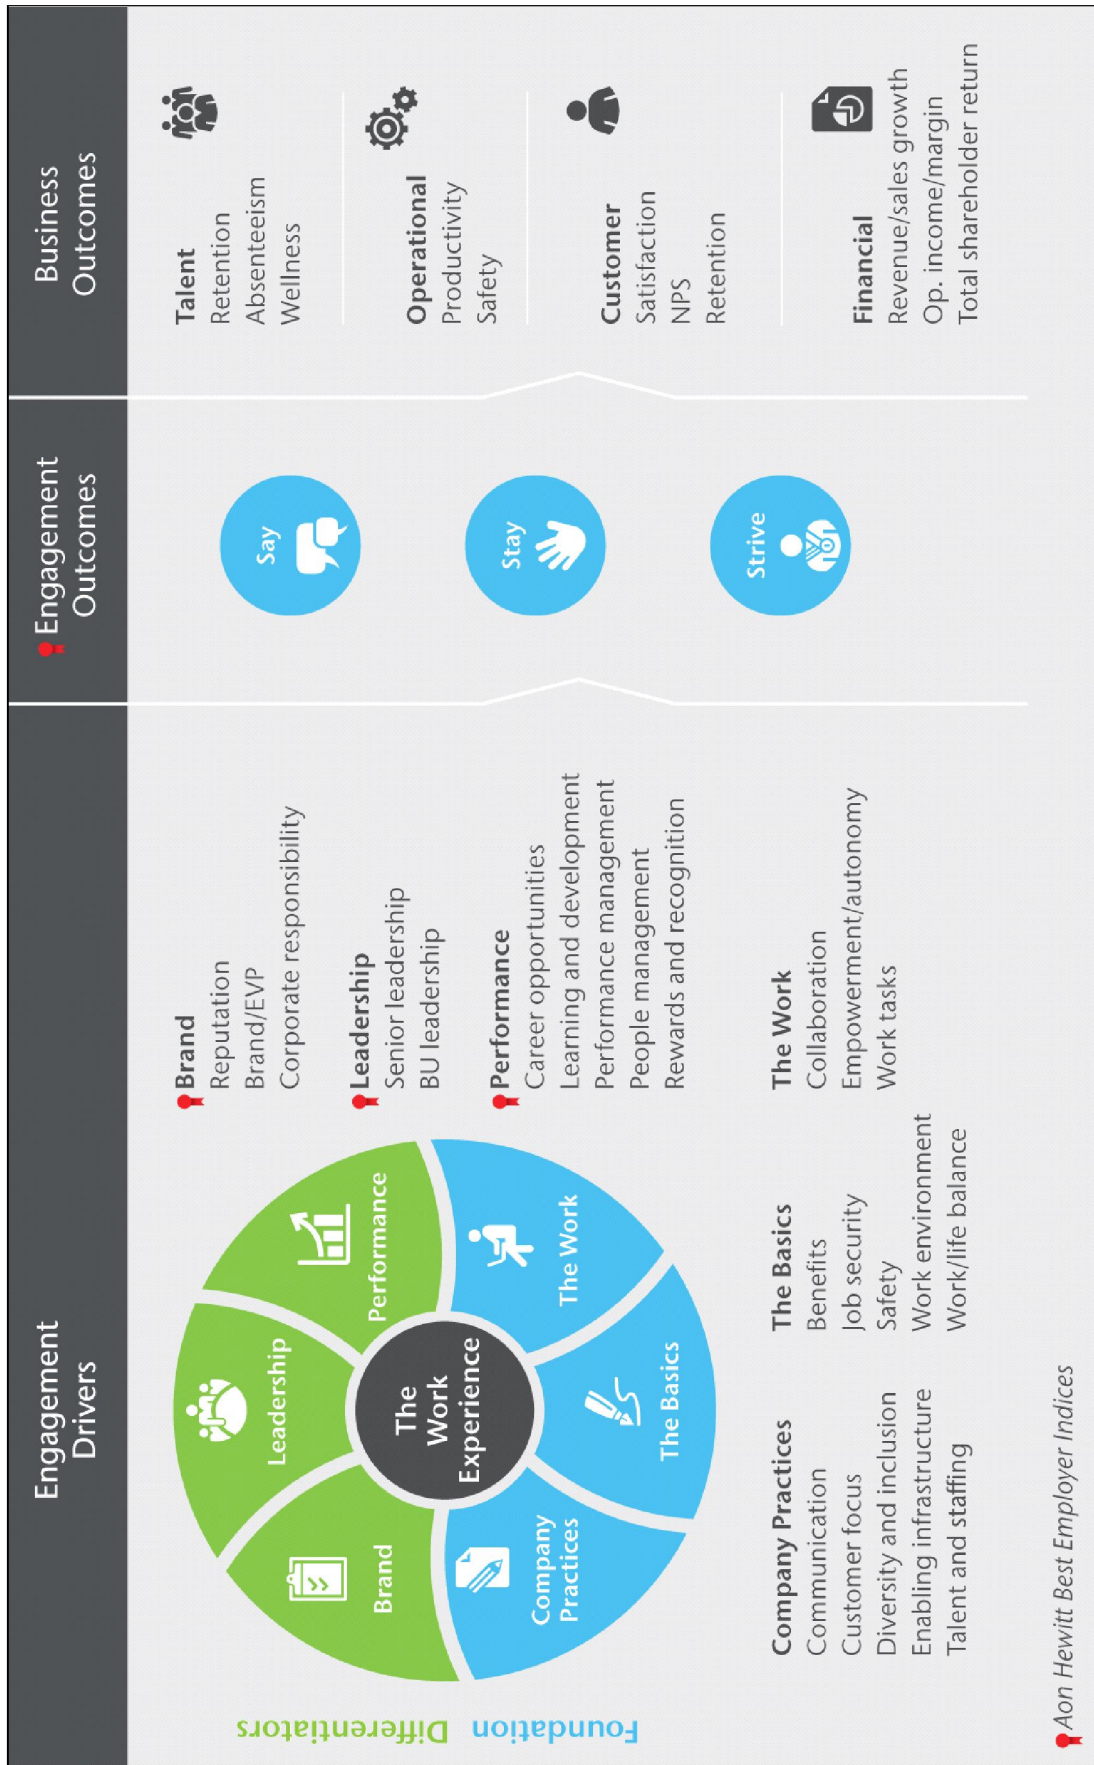 Engagement
Drivers
Engagement
Outcomes
Business
Outcomes
Differentiators
Foundation
Brand
Leadership
Performance
Company
Practices
The Basics
The Work
The
Work
Experience
Brand
Reputation
Brand/EVP
Corporate responsibility
Leadership
Senior leadership
BU leadership
Performance
Career opportunities
Learning and development
Performance management
People management
Rewards and recognition
Company Practices
Communication
Customer focus
Diversity and inclusion
Enabling infrastructure
Talent and staffing
The Basics
Benefits
Job security
Safety
Work environment
Work/life balance
The Work
Collaboration
Empowerment/autonomy
Work tasks
Say
Stay
Strive
Talent
Retention
Absenteeism
Wellness
Operational
Productivity
Safety
Customer
Satisfaction
NPS
Retention
Financial
Revenue/sales growth
Op. income/margin
Total shareholder return
Aon Hewitt Best Employer Indices